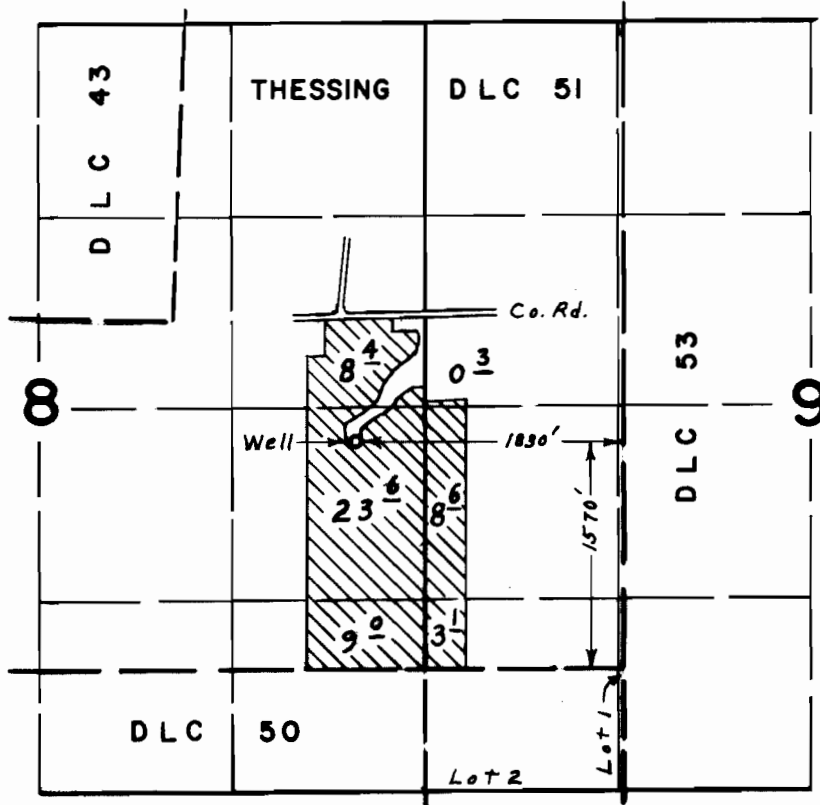 DLC 43
THESSING DLC 51
Co. Rd.
8 4
0 3
8
9
DLC 53
Well
1830'
23 6
8 6
1570'
9 0
3 1
DLC 50
Lot 1
Lot 2